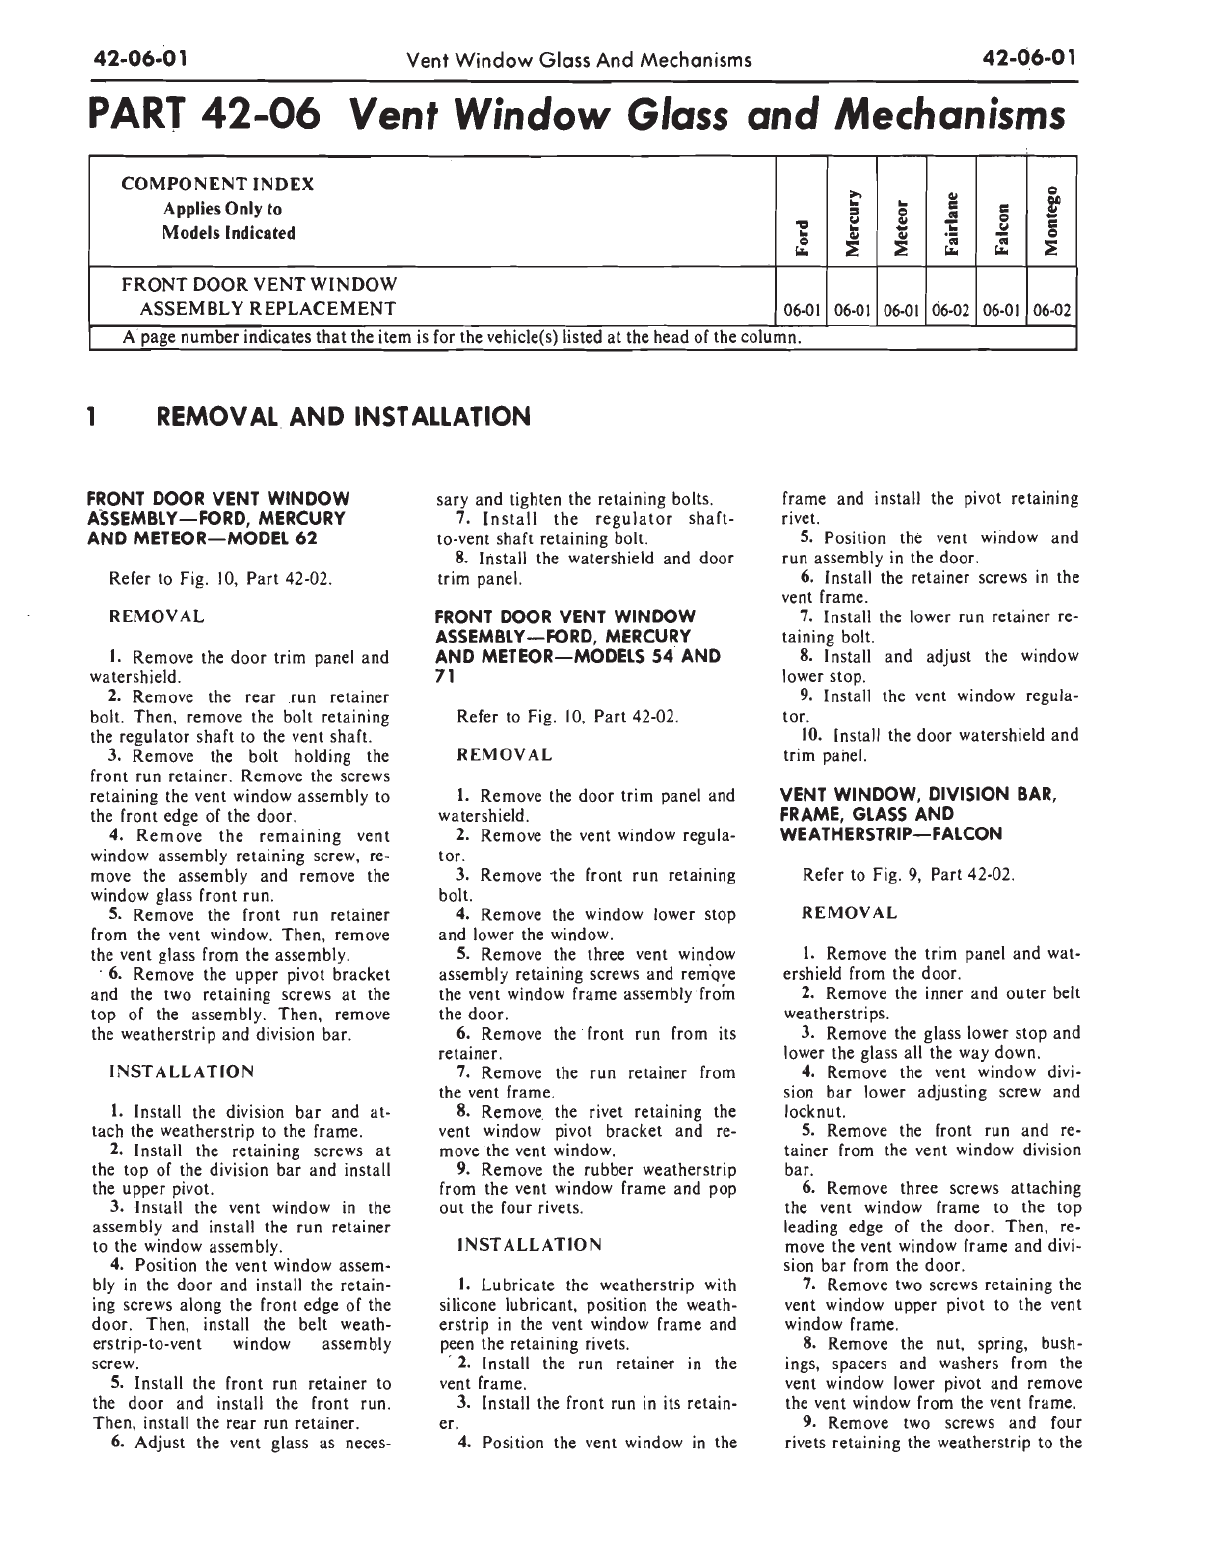 42-06-01 Vent Window Glass And Mechanisms 42-06-01
PART 42-06 Vent Window Glass and Mechanisms
COMPONENT INDEX
Applies Only to
Models Indicated
Ford
Mercury
Meteor
Fairlane
Falcon
Montego
FRONT DOOR VENT WINDOW
ASSEMBLY REPLACEMENT 06-01 06-01 06-01 06-02 06-01 06-02
A page number indicates that the item is for the vehicle(s) listed at the head of the column.
1 REMOVAL AND INSTALLATION
FRONT DOOR VENT WINDOW
ASSEMBLY—FORD, MERCURY
AND METEOR—MODEL 62
Refer to Fig. 10, Part 42-02.
REMOVAL
1. Remove the door trim panel and
watershield.
2. Remove the rear run retainer
bolt. Then, remove the bolt retaining
the regulator shaft to the vent shaft.
3. Remove the bolt holding the
front run retainer. Remove the screws
retaining the vent window assembly to
the front edge of the door.
4. Remove the remaining vent
window assembly retaining screw, re-
move the assembly and remove the
window glass front run.
5. Remove the front run retainer
from the vent window. Then, remove
the vent glass from the assembly.
6. Remove the upper pivot bracket
and the two retaining screws at the
top of the assembly. Then, remove
the weatherstrip and division bar.
INSTALLATION
1. Install the division bar and at-
tach the weatherstrip to the frame.
2. Install the retaining screws at
the top of the division bar and install
the upper pivot.
3. Install the vent window in the
assembly and install the run retainer
to the window assembly.
4. Position the vent window assem-
bly in the door and install the retain-
ing screws along the front edge of the
door. Then, install the belt weath-
erstrip-to-vent window assembly
screw.
5. Install the front run retainer to
the door and install the front run.
Then, install the rear run retainer.
6. Adjust the vent glass as neces-
sary and tighten the retaining bolts.
7. Install the regulator shaft-
to-vent shaft retaining bolt.
8. Install the watershield and door
trim panel.
FRONT DOOR VENT WINDOW
ASSEMBLY—FORD, MERCURY
AND METEOR—MODELS 54 AND
71
Refer to Fig. 10, Part 42-02.
REMOVAL
1. Remove the door trim panel and
watershield.
2. Remove the vent window regula-
tor.
3. Remove the front run retaining
bolt.
4. Remove the window lower stop
and lower the window.
5. Remove the three vent window
assembly retaining screws and remove
the vent window frame assembly from
the door.
6. Remove the front run from its
retainer.
7. Remove the run retainer from
the vent frame.
8. Remove the rivet retaining the
vent window pivot bracket and re-
move the vent window.
9. Remove the rubber weatherstrip
from the vent window frame and pop
out the four rivets.
INSTALLATION
1. Lubricate the weatherstrip with
silicone lubricant, position the weath-
erstrip in the vent window frame and
peen the retaining rivets.
2. Install the run retainer in the
vent frame.
3. Install the front run in its retain-
er.
4. Position the vent window in the
frame and install the pivot retaining
rivet.
5. Position the vent window and
run assembly in the door.
6. Install the retainer screws in the
vent frame.
7. Install the lower run retainer re-
taining bolt.
8. Install and adjust the window
lower stop.
9. Install the vent window regula-
tor.
10. Install the door watershield and
trim panel.
VENT WINDOW, DIVISION BAR,
FRAME, GLASS AND
WEATHERSTRIP—FALCON
Refer to Fig. 9, Part 42-02.
REMOVAL
1. Remove the trim panel and wat-
ershield from the door.
2. Remove the inner and outer belt
weatherstrips.
3. Remove the glass lower stop and
lower the glass all the way down.
4. Remove the vent window divi-
sion bar lower adjusting screw and
locknut.
5. Remove the front run and re-
tainer from the vent window division
bar.
6. Remove three screws attaching
the vent window frame to the top
leading edge of the door. Then, re-
move the vent window frame and divi-
sion bar from the door.
7. Remove two screws retaining the
vent window upper pivot to the vent
window frame.
8. Remove the nut, spring, bush-
ings, spacers and washers from the
vent window lower pivot and remove
the vent window from the vent frame.
9. Remove two screws and four
rivets retaining the weatherstrip to the